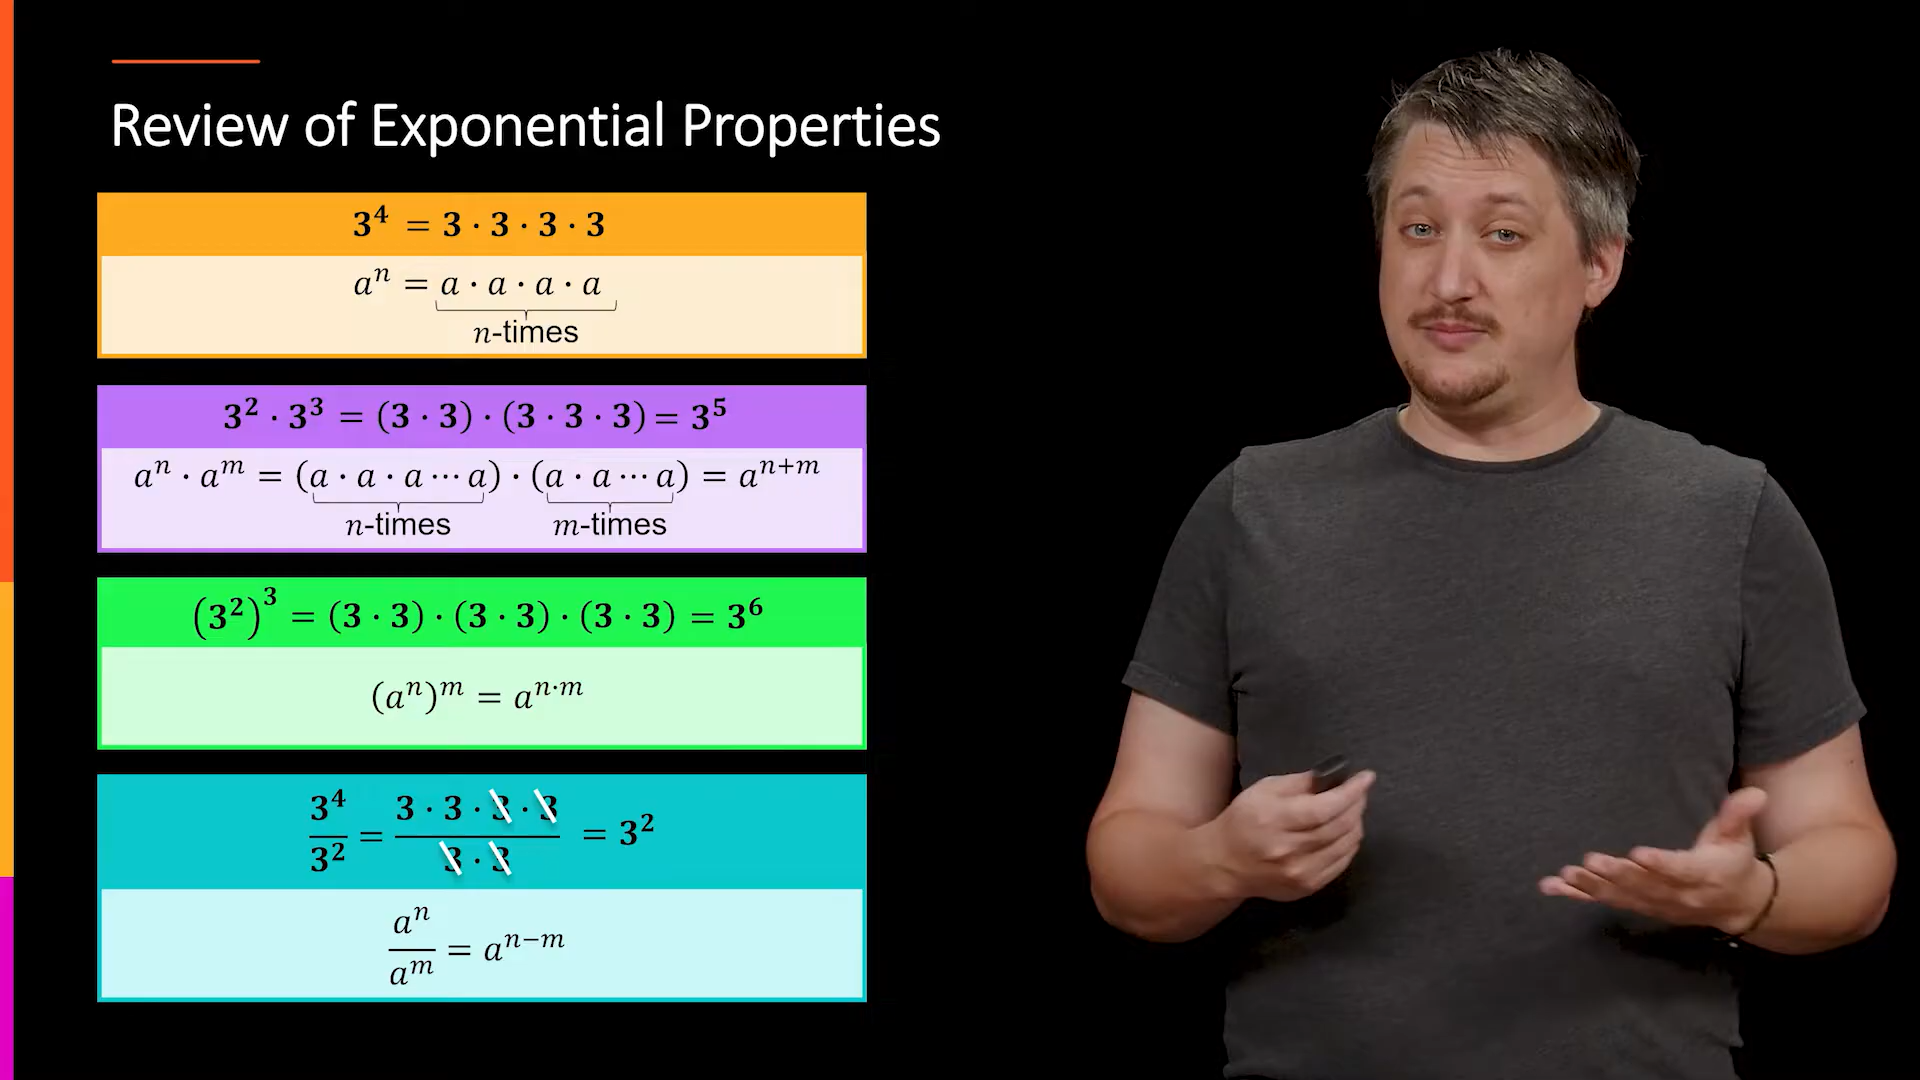 Review of Exponential Properties
3⁴ = 3 · 3 · 3 · 3
aⁿ = a · a · a · a
n-times
3² · 3³ = (3 · 3) · (3 · 3 · 3) = 3⁵
aⁿ · aᵐ = (a · a · a ⋯ a) · (a · a ⋯ a) = aⁿ⁺ᵐ
n-times m-times
(3²)³ = (3 · 3) · (3 · 3) · (3 · 3) = 3⁶
(aⁿ)ᵐ = a^{n·m}
3⁴/3² = (3 · 3 · 3 · 3)/(3 · 3) = 3²
aⁿ/aᵐ = aⁿ⁻ᵐ